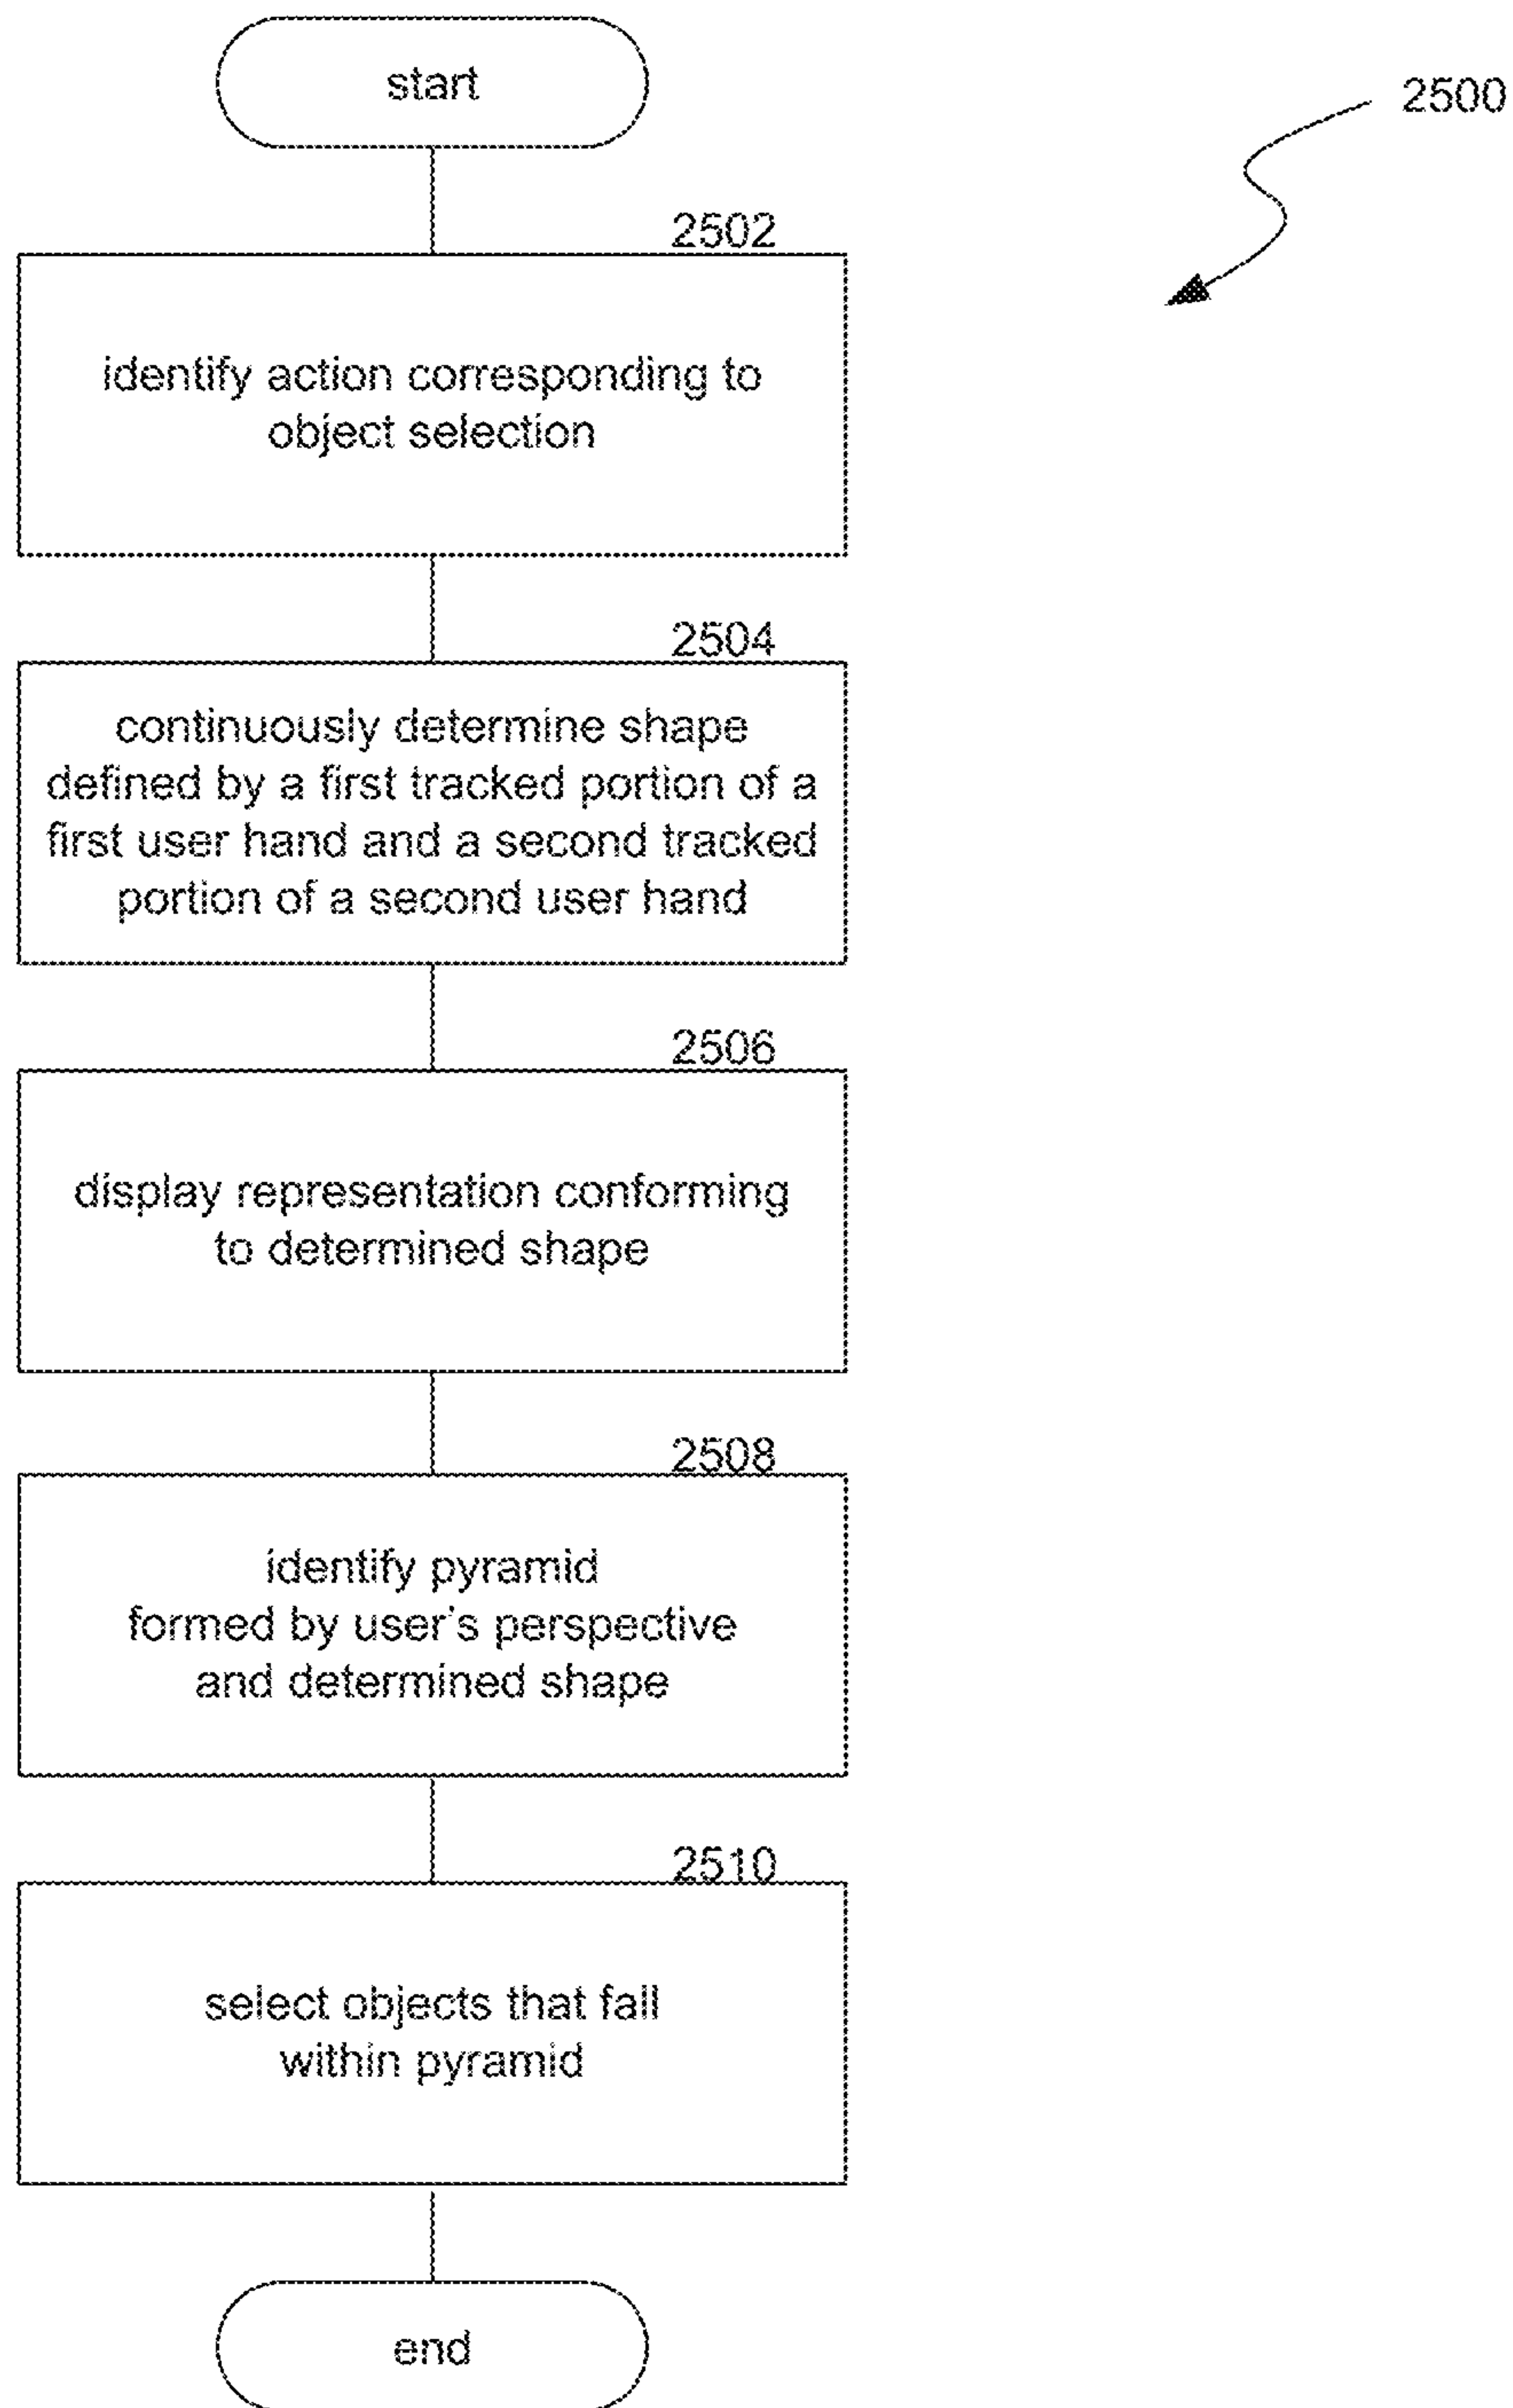 start
2500
2502
identify action corresponding to
object selection
2504
continuously determine shape
defined by a first tracked portion of a
first user hand and a second tracked
portion of a second user hand
2506
display representation conforming
to determined shape
2508
identify pyramid
formed by user's perspective
and determined shape
2510
select objects that fall
within pyramid
end